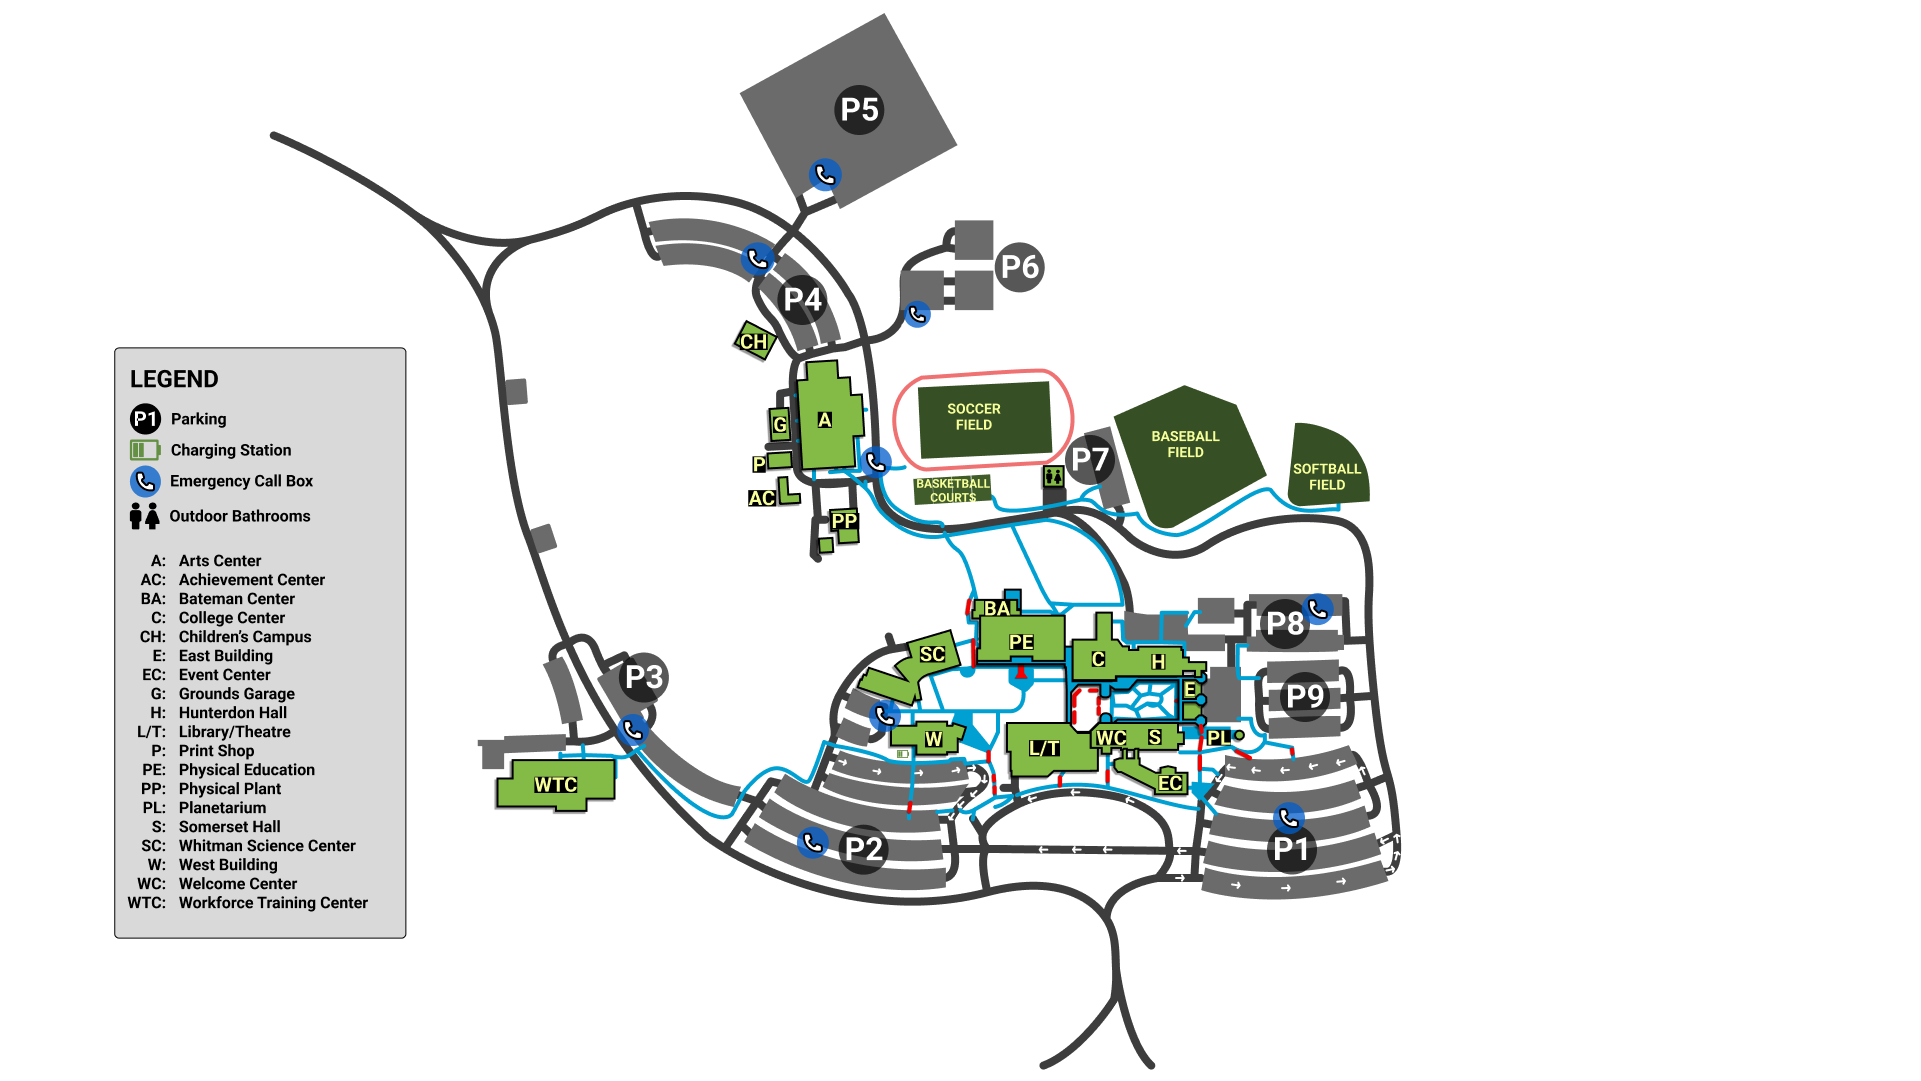 P5
P6
P4
CH
A
G
P
AC
PP
SOCCER
FIELD
BASKETBALL
COURTS
P7
BASEBALL
FIELD
SOFTBALL
FIELD
LEGEND
P1 Parking
Charging Station
Emergency Call Box
Outdoor Bathrooms
A: Arts Center
AC: Achievement Center
BA: Bateman Center
C: College Center
CH: Children's Campus
E: East Building
EC: Event Center
G: Grounds Garage
H: Hunterdon Hall
L/T: Library/Theatre
P: Print Shop
PE: Physical Education
PP: Physical Plant
PL: Planetarium
S: Somerset Hall
SC: Whitman Science Center
W: West Building
WC: Welcome Center
WTC: Workforce Training Center
BA
PE
SC
C
H
E
P8
P9
P3
W
L/T
WC
S
PL
EC
WTC
P2
P1